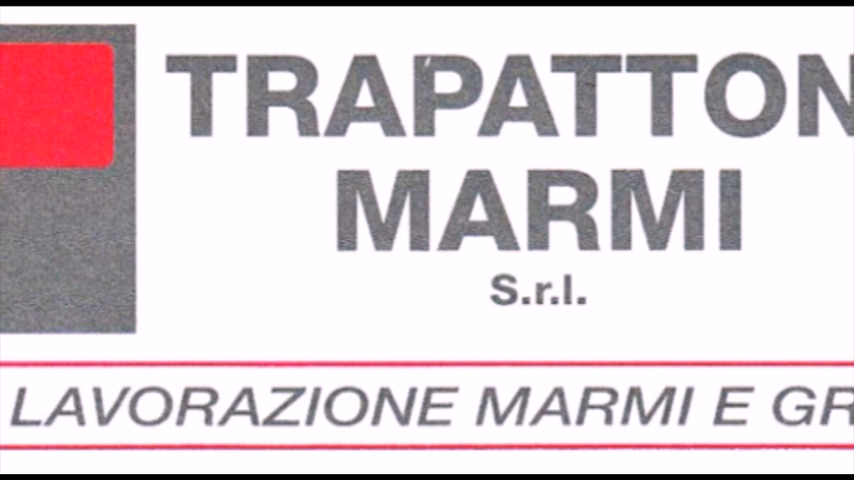 TRAPATTON
MARMI
S.r.l.
LAVORAZIONE MARMI E GR